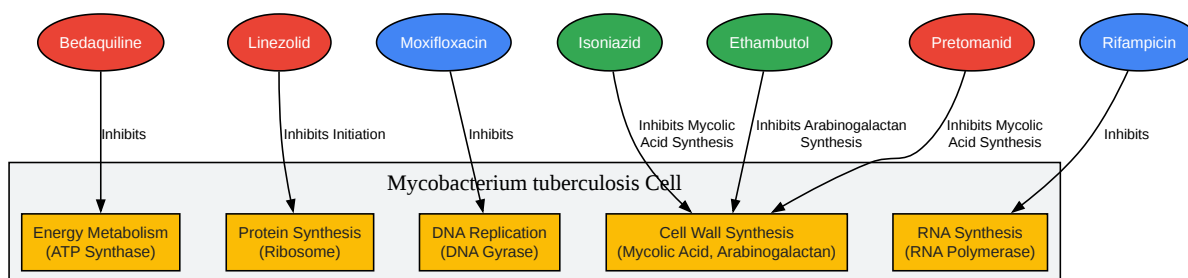 Bedaquiline
Linezolid
Moxifloxacin
Isoniazid
Ethambutol
Pretomanid
Rifampicin
Inhibits
Inhibits Initiation
Inhibits
Inhibits Mycolic
Acid Synthesis
Inhibits Arabinogalactan
Synthesis
Inhibits Mycolic
Acid Synthesis
Inhibits
Mycobacterium tuberculosis Cell
Energy Metabolism
(ATP Synthase)
Protein Synthesis
(Ribosome)
DNA Replication
(DNA Gyrase)
Cell Wall Synthesis
(Mycolic Acid, Arabinogalactan)
RNA Synthesis
(RNA Polymerase)